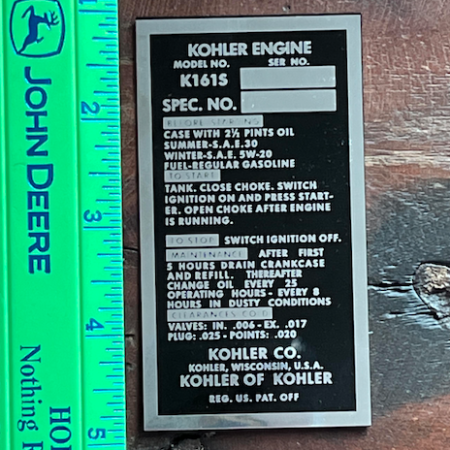 JOHN DEERE
Nothing
2
3
4
5
KOHLER ENGINE
MODEL NO. SER NO.
K161S
SPEC. NO.
BEFORE STARTING
CASE WITH 2½ PINTS OIL
SUMMER-S.A.E.30
WINTER-S.A.E. 5W-20
FUEL-REGULAR GASOLINE
TO START
TANK. CLOSE CHOKE. SWITCH
IGNITION ON AND PRESS START-
ER. OPEN CHOKE AFTER ENGINE
IS RUNNING.
TO STOP SWITCH IGNITION OFF.
MAINTENANCE AFTER FIRST
5 HOURS DRAIN CRANKCASE
AND REFILL. THEREAFTER
CHANGE OIL EVERY 25
OPERATING HOURS - EVERY 8
HOURS IN DUSTY CONDITIONS
CLEARANCES COLD
VALVES: IN. .006-EX. .017
PLUG: .025-POINTS: .020
KOHLER CO.
KOHLER, WISCONSIN, U.S.A.
KOHLER OF KOHLER
REG. US. PAT. OFF